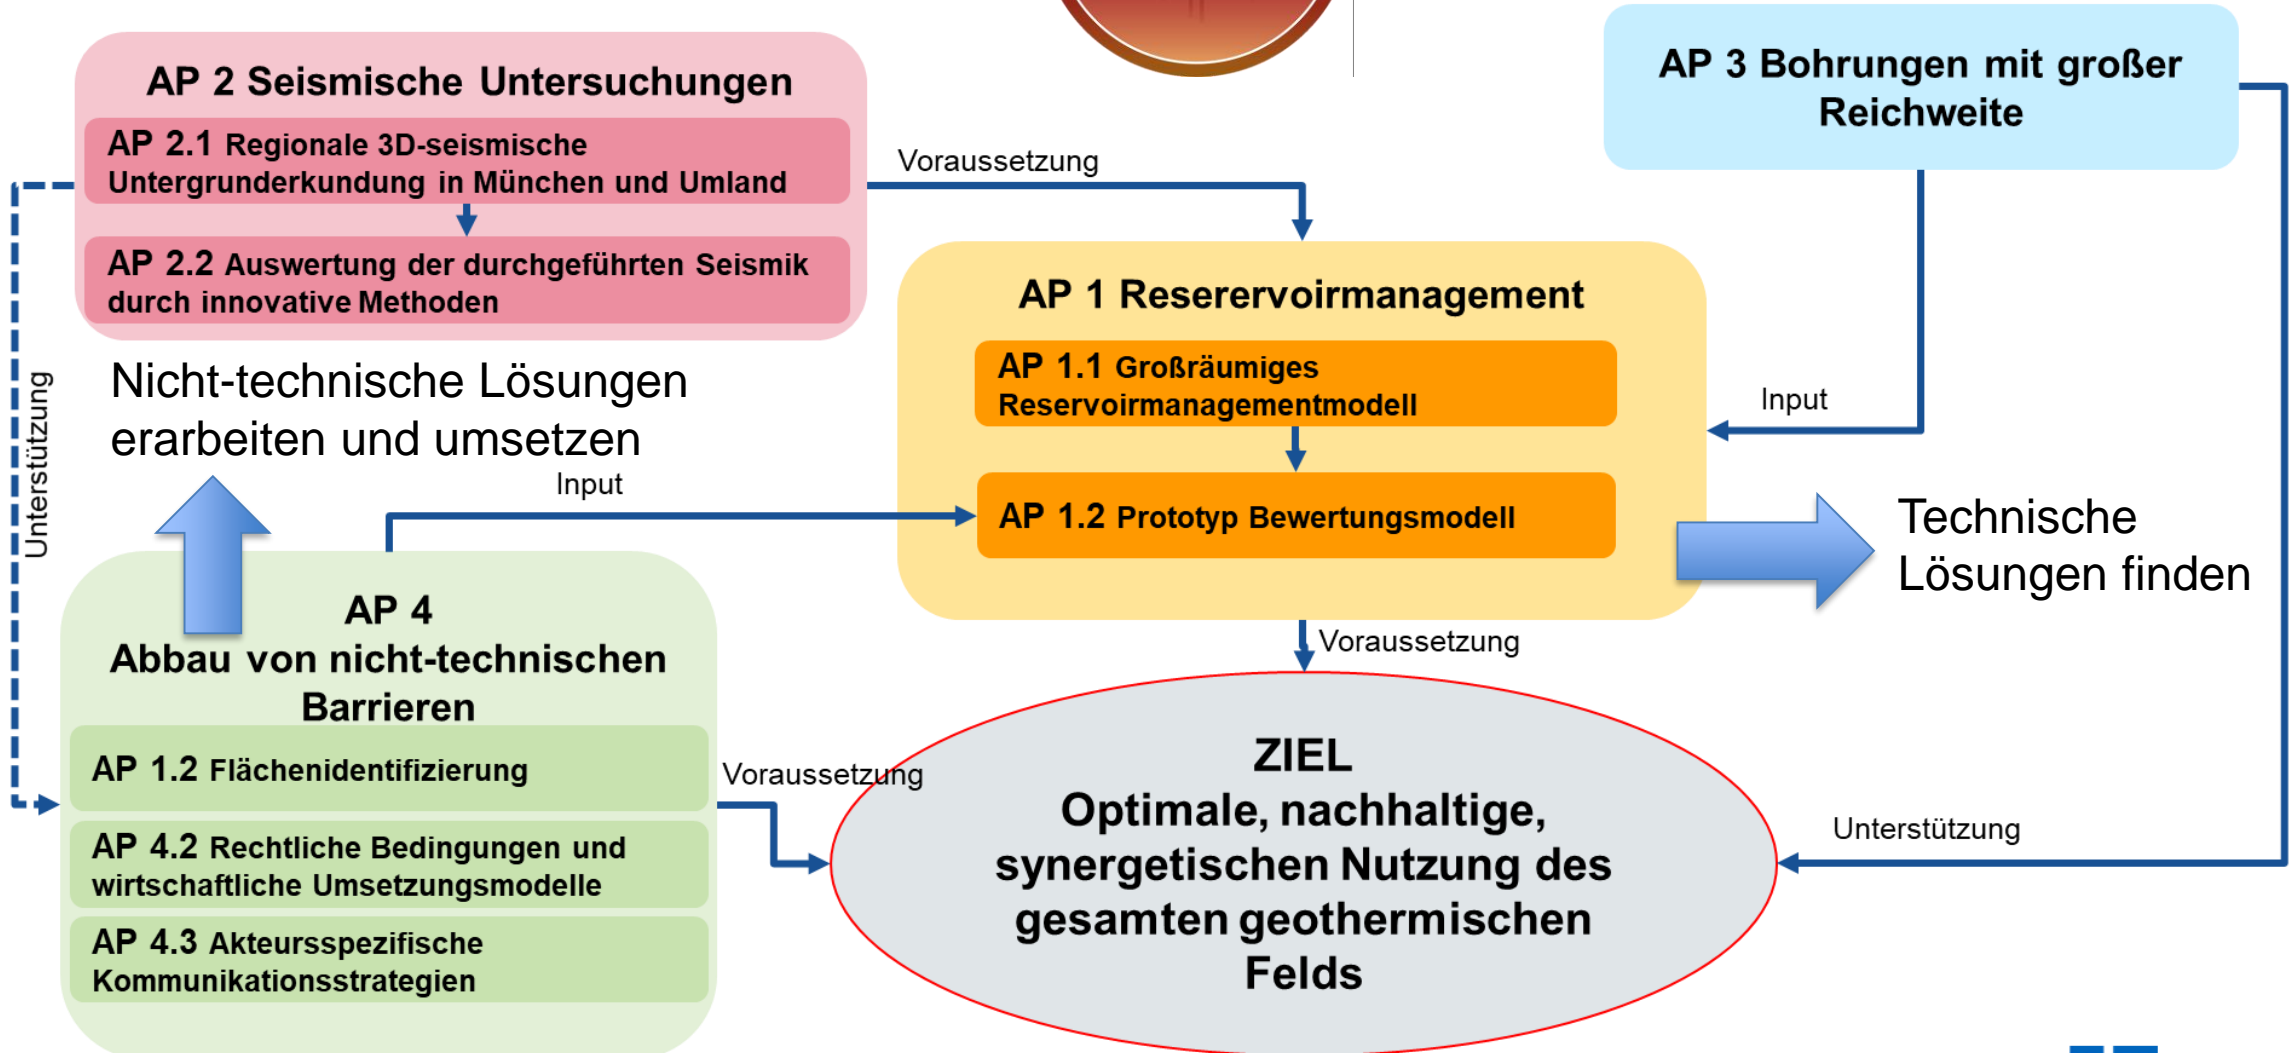 AP 2 Seismische Untersuchungen
AP 2.1 Regionale 3D-seismische
Untergrunderkundung in München und Umland
AP 2.2 Auswertung der durchgeführten Seismik
durch innovative Methoden
Voraussetzung
AP 3 Bohrungen mit großer
Reichweite
Unterstützung
Nicht-technische Lösungen
erarbeiten und umsetzen
Input
AP 1 Reserervoirmanagement
AP 1.1 Großräumiges
Reservoirmanagementmodell
AP 1.2 Prototyp Bewertungsmodell
Input
Technische
Lösungen finden
AP 4
Abbau von nicht-technischen
Barrieren
AP 1.2 Flächenidentifizierung
AP 4.2 Rechtliche Bedingungen und
wirtschaftliche Umsetzungsmodelle
AP 4.3 Akteursspezifische
Kommunikationsstrategien
Voraussetzung
Voraussetzung
ZIEL
Optimale, nachhaltige,
synergetischen Nutzung des
gesamten geothermischen
Felds
Unterstützung